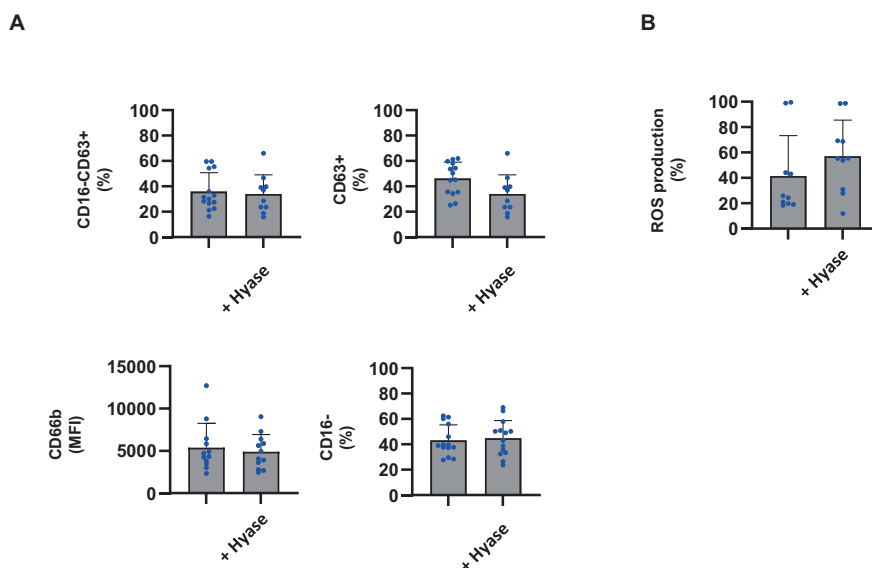 A
B
CD16-CD63+
(%)
100
80
60
40
20
0
+ Hyase
CD63+
(%)
100
80
60
40
20
0
+ Hyase
ROS production
(%)
100
80
60
40
20
0
+ Hyase
CD66b
(MFI)
15000
10000
5000
0
+ Hyase
CD16-
(%)
100
80
60
40
20
0
+ Hyase